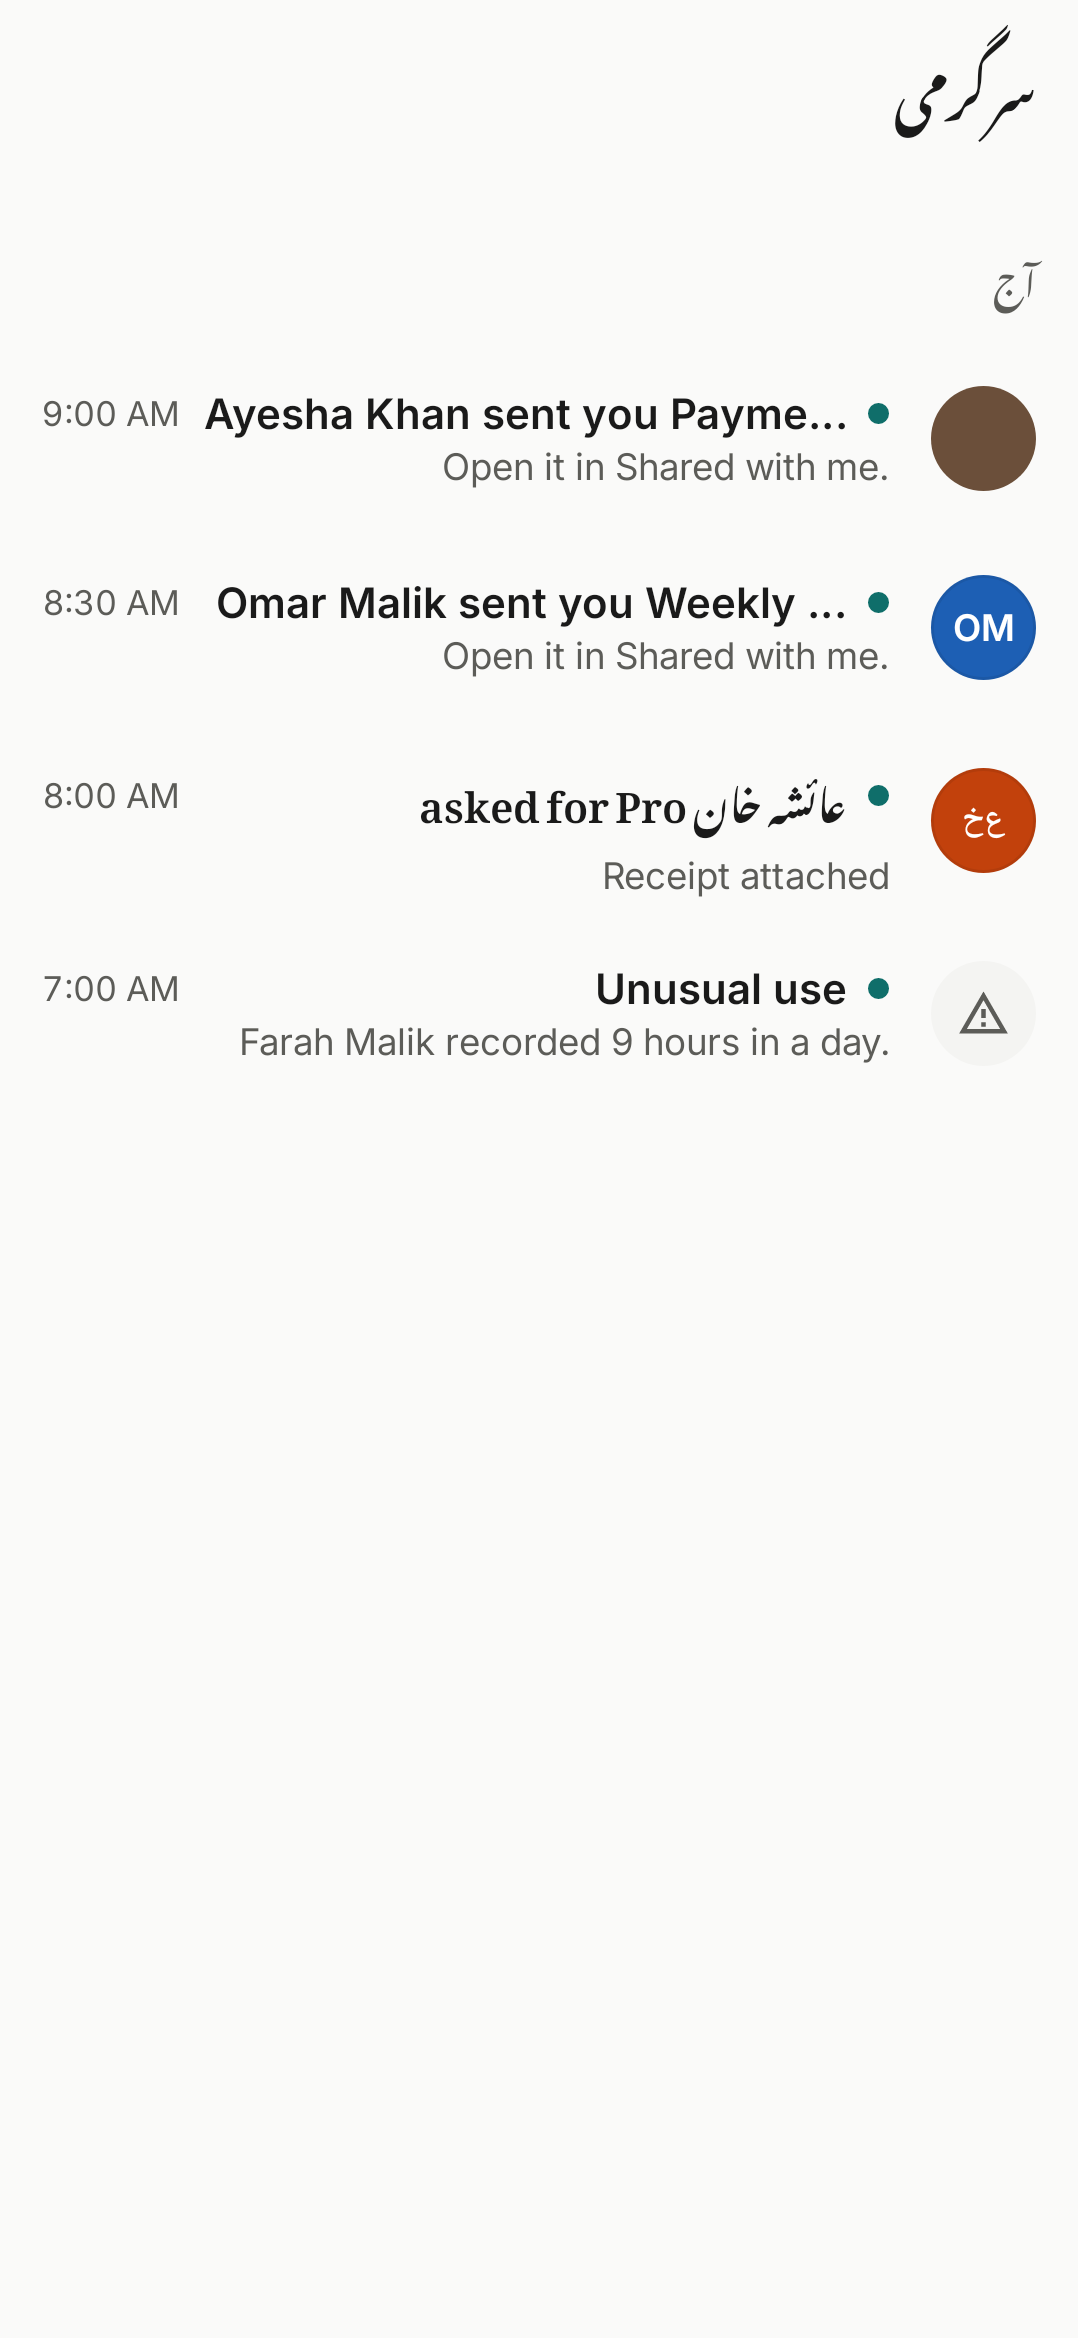 سرگرمی
آج
Ayesha Khan sent you Payme...
9:00 AM
Open it in Shared with me.
OM
Omar Malik sent you Weekly ...
8:30 AM
Open it in Shared with me.
ع‌خ
عائشہ خان asked for Pro
8:00 AM
Receipt attached
Unusual use
7:00 AM
Farah Malik recorded 9 hours in a day.